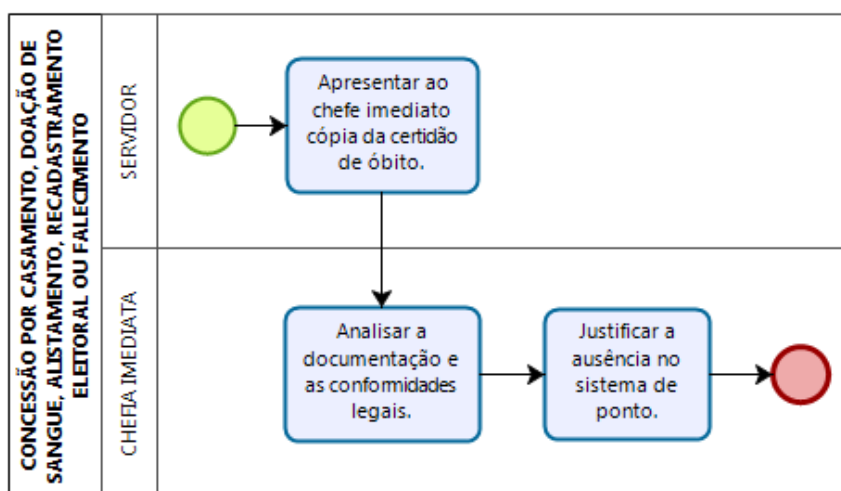 CONCESSÃO POR CASAMENTO, DOAÇÃO DE
SANGUE, ALISTAMENTO, RECADASTRAMENTO
ELEITORAL OU FALECIMENTO
SERVIDOR
Apresentar ao
chefe imediato
cópia da certidão
de óbito.
CHEFIA IMEDIATA
Analisar a
documentação e
as conformidades
legais.
Justificar a
ausência no
sistema de
ponto.